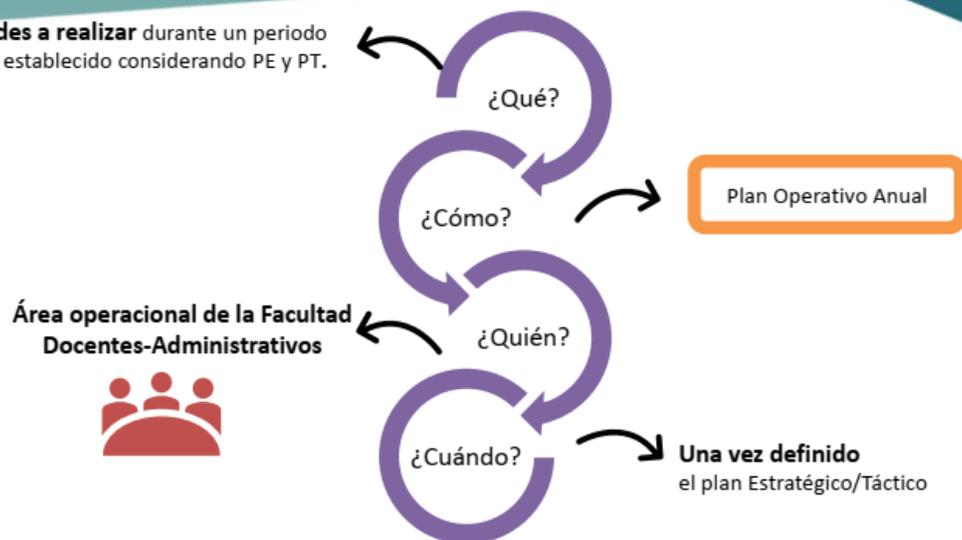 des a realizar durante un periodo
establecido considerando PE y PT.
¿Qué?
¿Cómo?
Plan Operativo Anual
Área operacional de la Facultad
Docentes-Administrativos
¿Quién?
¿Cuándo?
Una vez definido
el plan Estratégico/Táctico